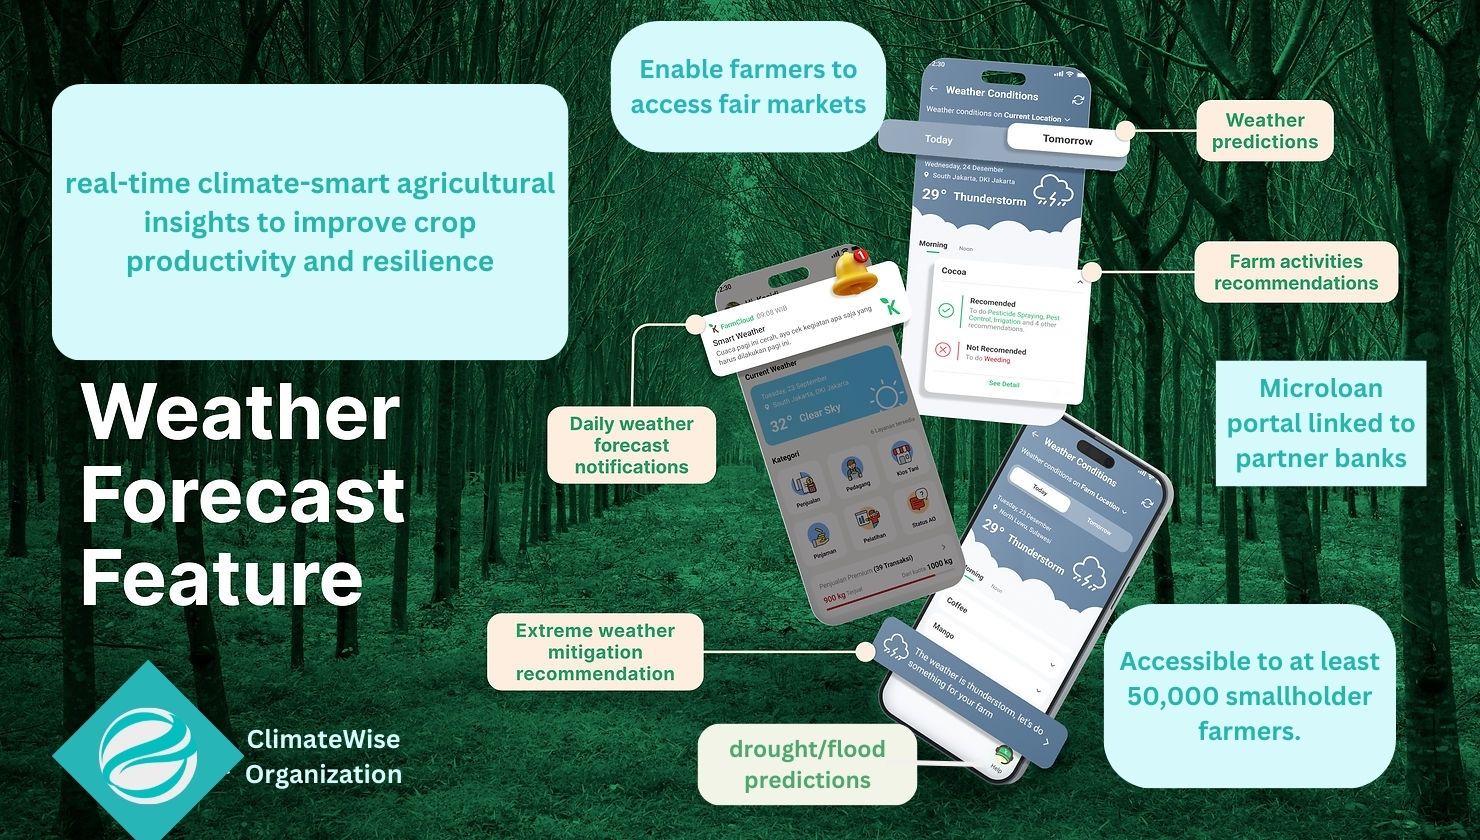 Enable farmers to
access fair markets
real-time climate-smart agricultural
insights to improve crop
productivity and resilience
Weather
Forecast
Feature
ClimateWise
Organization
2:30
Weather Conditions
Weather conditions on Current Location
Today
Tomorrow
Wednesday, 24 Desember
South Jakarta, DKI Jakarta
29° Thunderstorm
Morning
Noon
Cocoa
Recomended
To do Pesticide Spraying, Pest
Control, Irrigation and 4 other
recommendations.
Not Recomended
To do Weeding
See Detail
Weather
predictions
Farm activities
recommendations
Microloan
portal linked to
partner banks
Daily weather
forecast
notifications
2:30
1
FarmCloud 09:08 WIB
Smart Weather
Cuaca pagi ini cerah, ayo cek kegiatan apa saja yang
harus dilakukan pagi ini.
Current Weather
Tuesday, 23 September
South Jakarta, DKI Jakarta
32° Clear Sky
6 Layanan tersedia
Kategori
Penjualan
Pedagang
Kios Tani
Pinjaman
Pelatihan
Status AO
Penjualan Premium (39 Transaksi)
900 kg Terjual
Dari kuota 1000 kg
Weather Conditions
Weather conditions on Farm Location
Today
Tomorrow
Tuesday, 23 Desember
North Luwu, Sulawesi
29° Thunderstorm
Morning
Noon
Coffee
Mango
The weather is thunderstorm, let's do
something for your farm
Help
Extreme weather
mitigation
recommendation
drought/flood
predictions
Accessible to at least
50,000 smallholder
farmers.